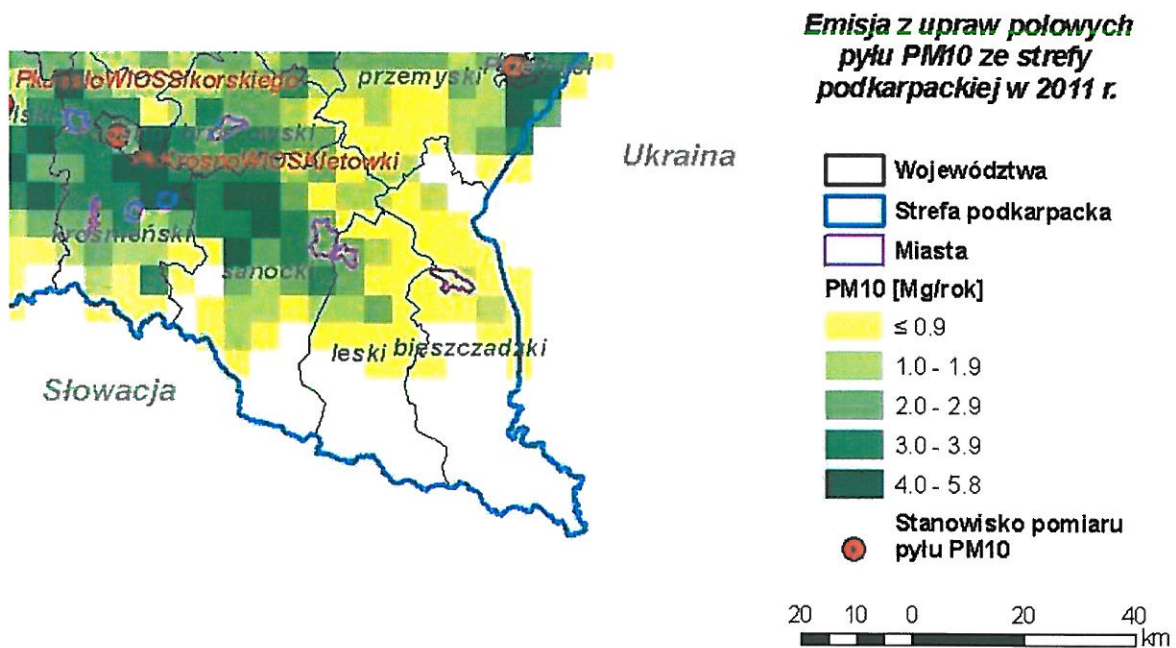 Emisja z upraw polowych
pyłu PM10 ze strefy
podkarpackiej w 2011 r.
przemyski
Ukraina
KrosnoWIOSKletowki
krośnieński
sanocki
leski
bieszczadzki
Słowacja
Województwa
Strefa podkarpacka
Miasta
PM10 [Mg/rok]
≤ 0.9
1.0 - 1.9
2.0 - 2.9
3.0 - 3.9
4.0 - 5.8
Stanowisko pomiaru
pyłu PM10
20 10 0 20 40
km